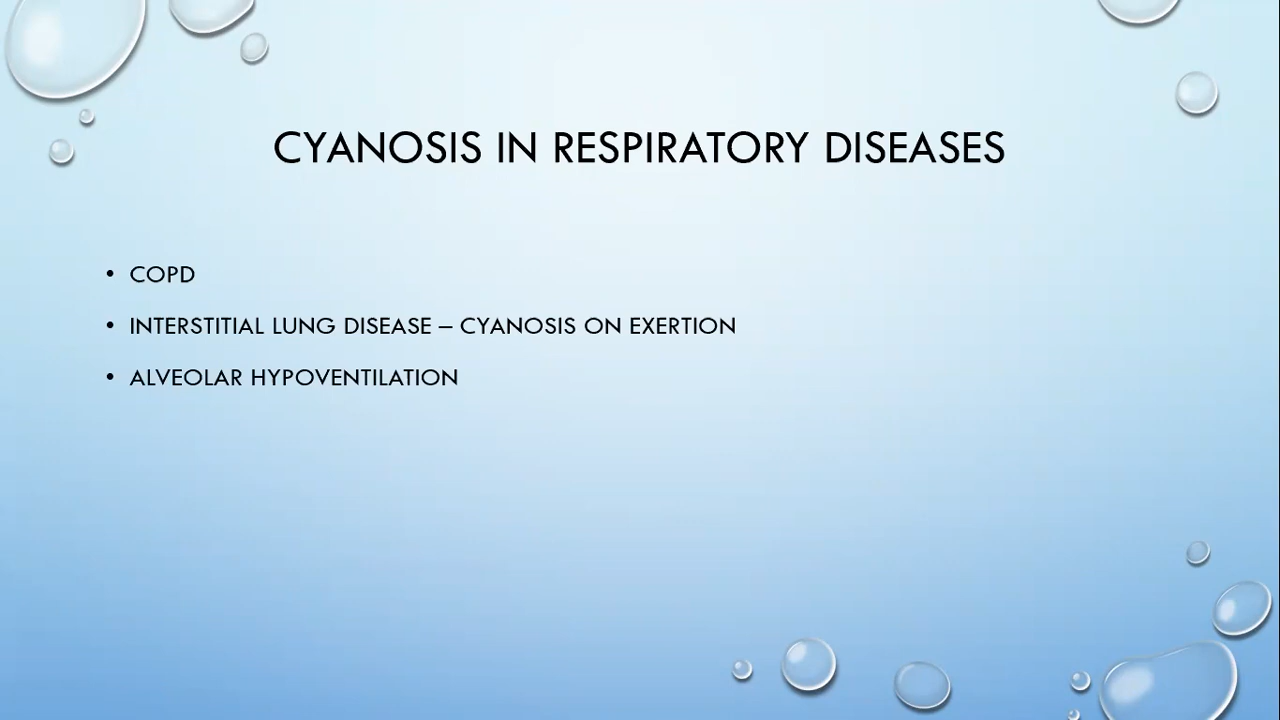 CYANOSIS IN RESPIRATORY DISEASES
• COPD
• INTERSTITIAL LUNG DISEASE – CYANOSIS ON EXERTION
• ALVEOLAR HYPOVENTILATION